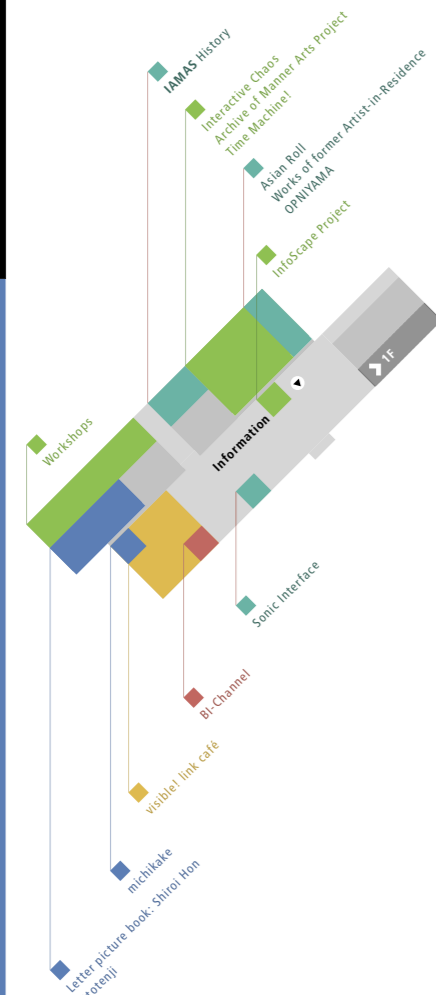 IAMAS History
Interactive Chaos
Archive of Manner Arts Project
Time Machine!
Asian Roll
Works of former Artist-in-Residence
OPNIYAMA
InfoScape Project
1F
Workshops
Information
Sonic Interface
BI-Channel
visible! link café
michikake
Letter picture book: Shiroi Hon
totenji